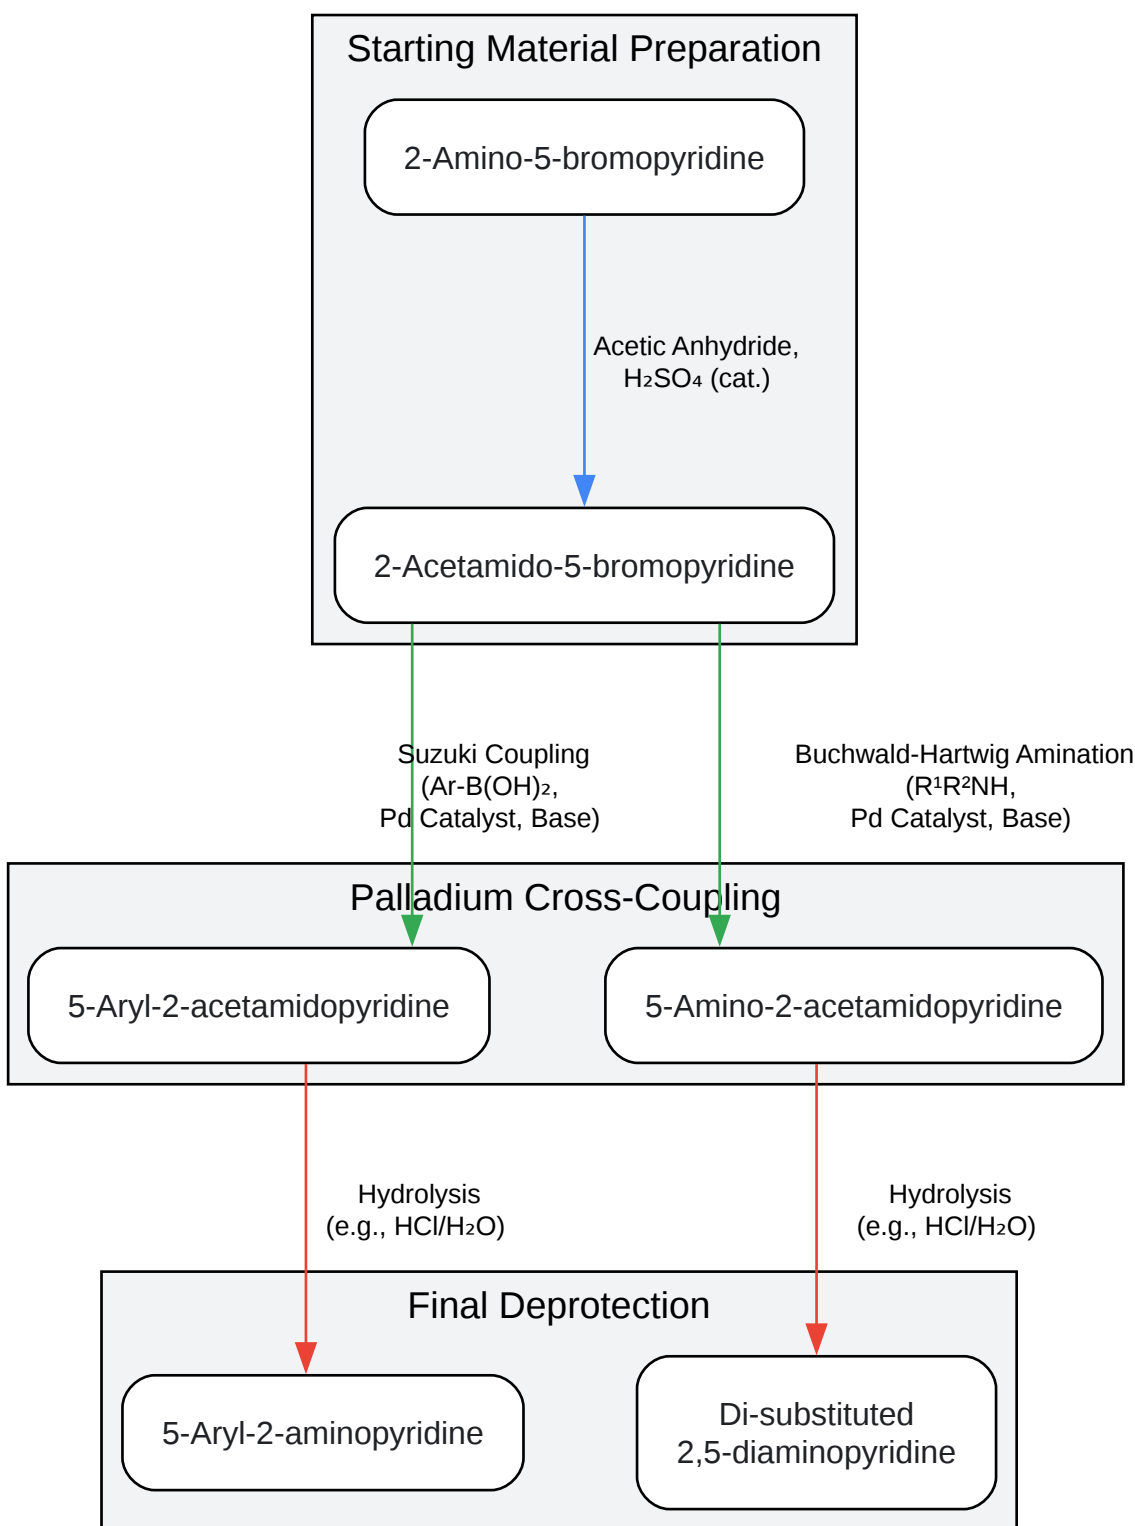 Starting Material Preparation
2-Amino-5-bromopyridine
Acetic Anhydride,
H₂SO₄ (cat.)
2-Acetamido-5-bromopyridine
Suzuki Coupling
(Ar-B(OH)₂,
Pd Catalyst, Base)
Buchwald-Hartwig Amination
(R¹R²NH,
Pd Catalyst, Base)
Palladium Cross-Coupling
5-Aryl-2-acetamidopyridine
5-Amino-2-acetamidopyridine
Hydrolysis
(e.g., HCl/H₂O)
Hydrolysis
(e.g., HCl/H₂O)
Final Deprotection
5-Aryl-2-aminopyridine
Di-substituted
2,5-diaminopyridine